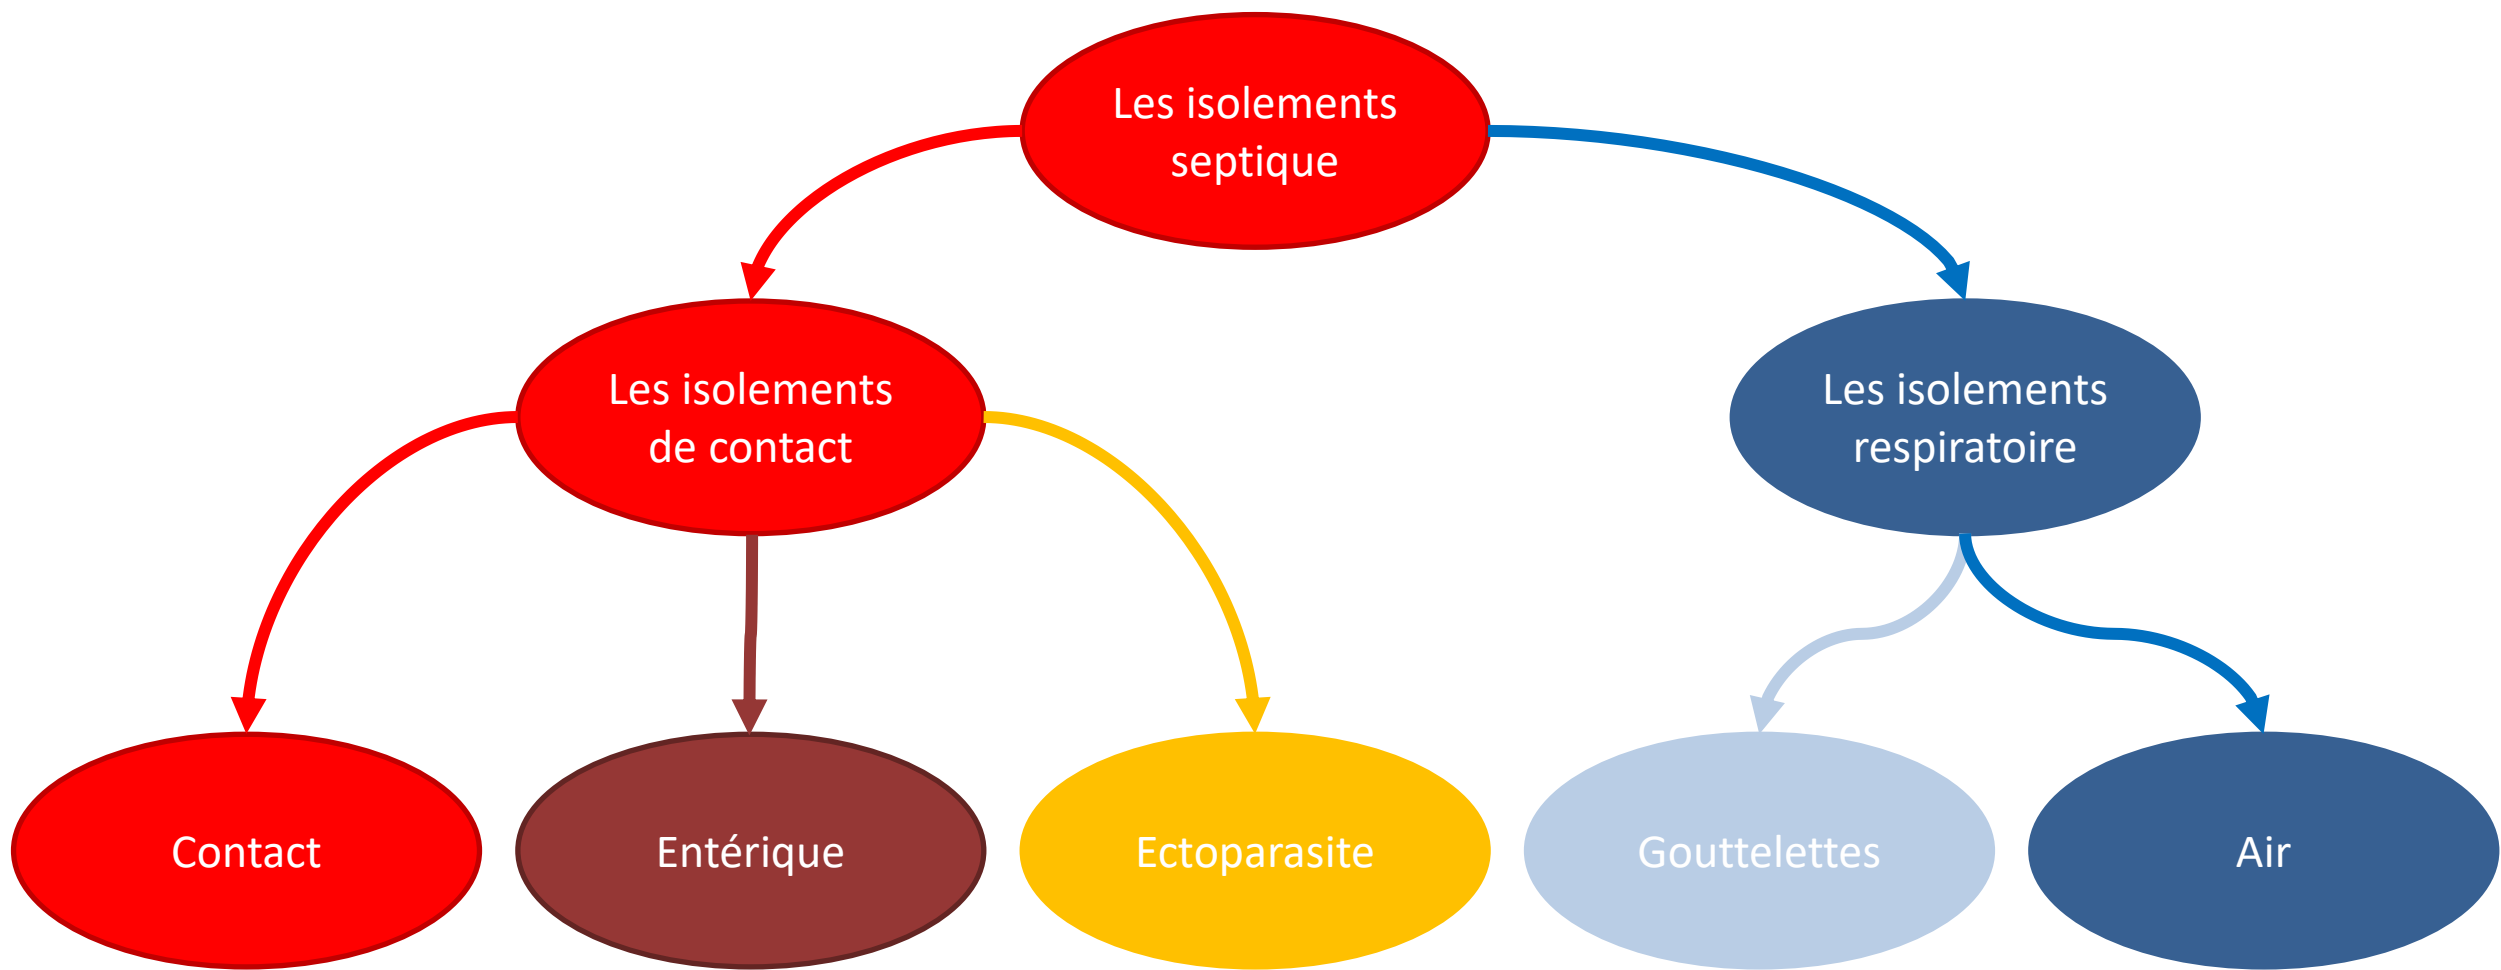 Les isolements
septique
Les isolements
de contact
Les isolements
respiratoire
Contact
Entérique
Ectoparasite
Gouttelettes
Air